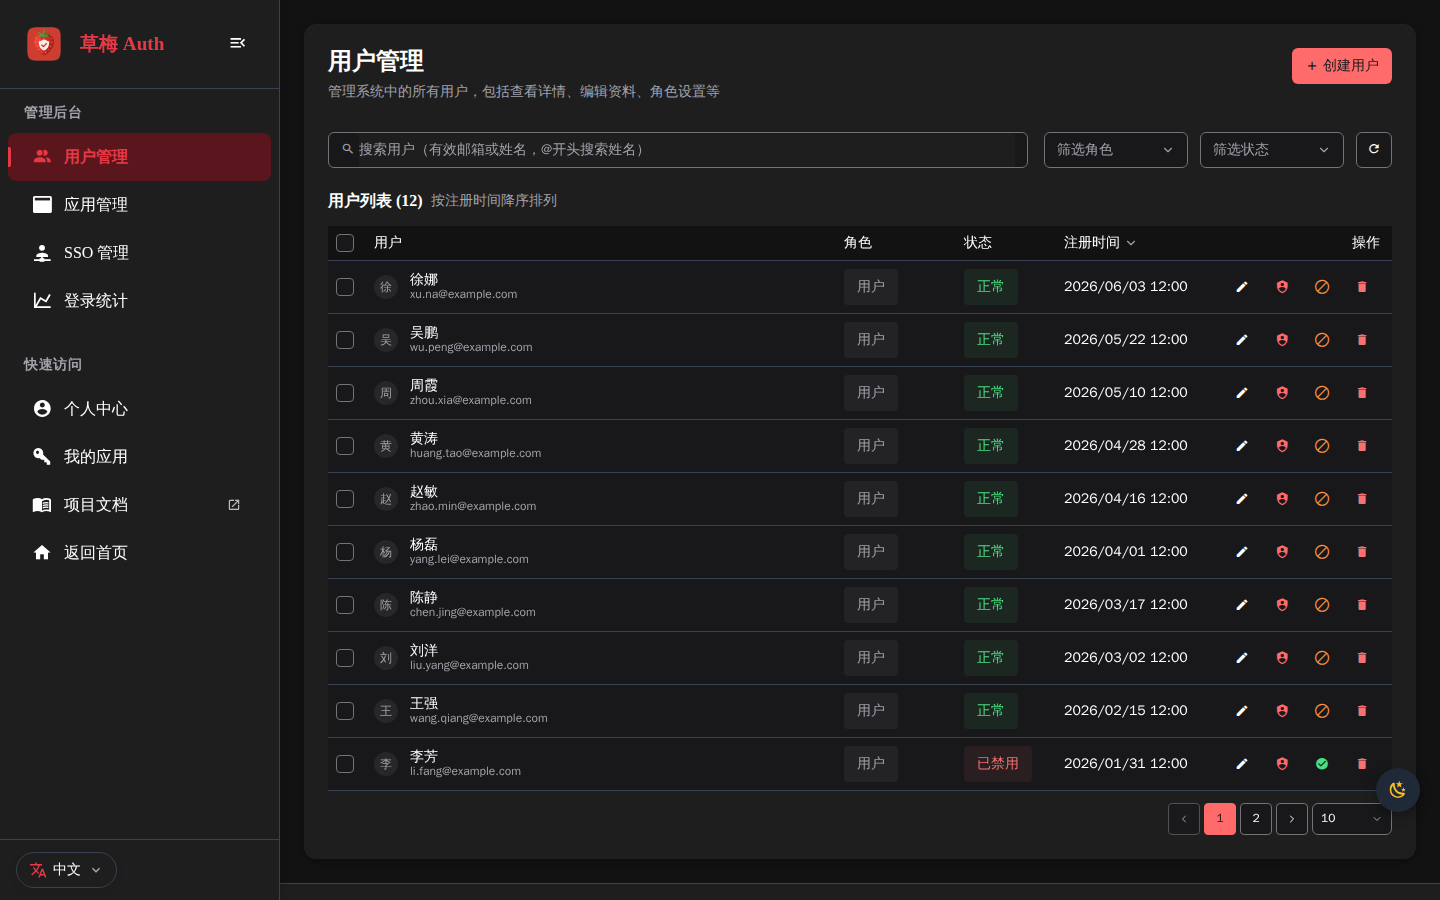 草梅 Auth
管理后台
用户管理
应用管理
SSO 管理
登录统计
快速访问
个人中心
我的应用
项目文档
返回首页
中文
用户管理
管理系统中的所有用户，包括查看详情、编辑资料、角色设置等
创建用户
搜索用户（有效邮箱或姓名，@开头搜索姓名）
筛选角色
筛选状态
用户列表 (12) 按注册时间降序排列
用户 角色 状态 注册时间 操作
徐 徐娜 用户 正常 2026/06/03 12:00
xu.na@example.com
吴 吴鹏 用户 正常 2026/05/22 12:00
wu.peng@example.com
周 周霞 用户 正常 2026/05/10 12:00
zhou.xia@example.com
黄 黄涛 用户 正常 2026/04/28 12:00
huang.tao@example.com
赵 赵敏 用户 正常 2026/04/16 12:00
zhao.min@example.com
杨 杨磊 用户 正常 2026/04/01 12:00
yang.lei@example.com
陈 陈静 用户 正常 2026/03/17 12:00
chen.jing@example.com
刘 刘洋 用户 正常 2026/03/02 12:00
liu.yang@example.com
王 王强 用户 正常 2026/02/15 12:00
wang.qiang@example.com
李 李芳 用户 已禁用 2026/01/31 12:00
li.fang@example.com
1 2 10